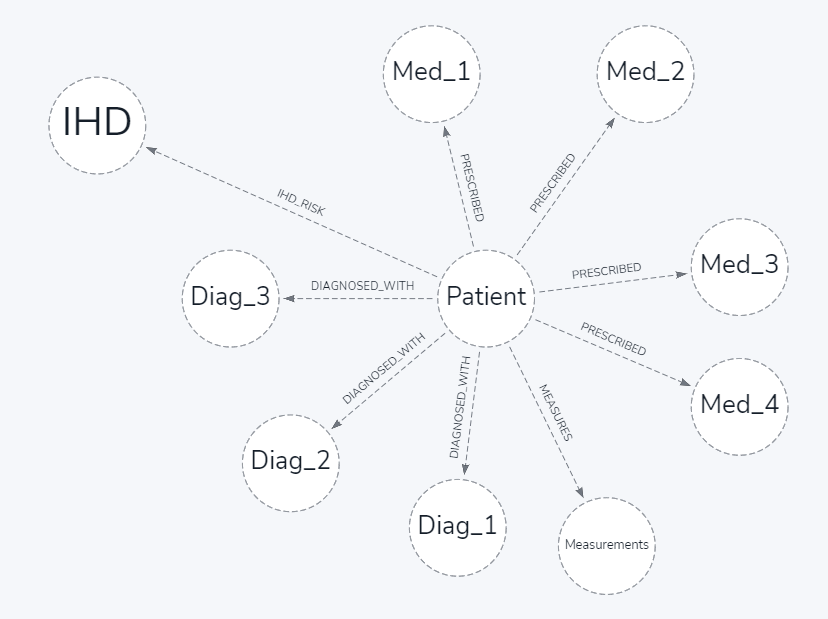 Med_1
Med_2
IHD
PRESCRIBED
PRESCRIBED
IHD_RISK
Med_3
PRESCRIBED
DIAGNOSED_WITH
Diag_3
Patient
PRESCRIBED
DIAGNOSED_WITH
Med_4
DIAGNOSED_WITH
MEASURES
Diag_2
Diag_1
Measurements